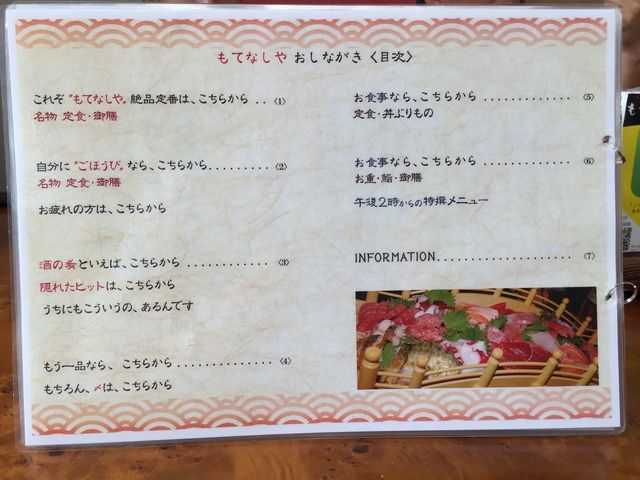 もてなしや おしながき〈目次〉
これぞ"もてなしや"絶品定番は、こちらから ‥〈1〉
名物 定食・御膳
自分に"ごほうび"なら、こちらから........〈2〉
名物 定食・御膳
お疲れの方は、こちらから
酒の肴といえば、こちらから ............〈3〉
隠れたヒットは、こちらから
うちにもこういうの、あるんです
もう一品なら、こちらから ............〈4〉
もちろん、〆は、こちらから
お食事なら、こちらから ............〈5〉
定食・丼ぶりもの
お食事なら、こちらから ............〈6〉
お重・鮨・御膳
午後2時からの特撰メニュー
INFORMATION..................〈7〉